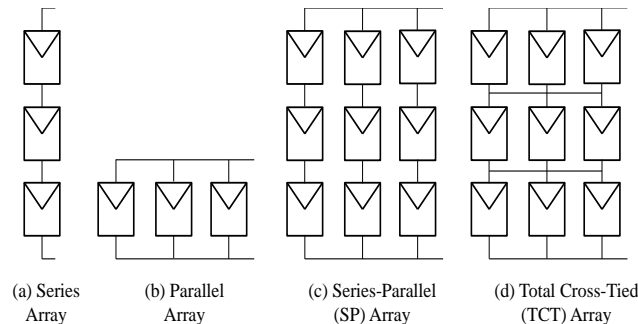 (a) Series
Array
(b) Parallel
Array
(c) Series-Parallel
(SP) Array
(d) Total Cross-Tied
(TCT) Array